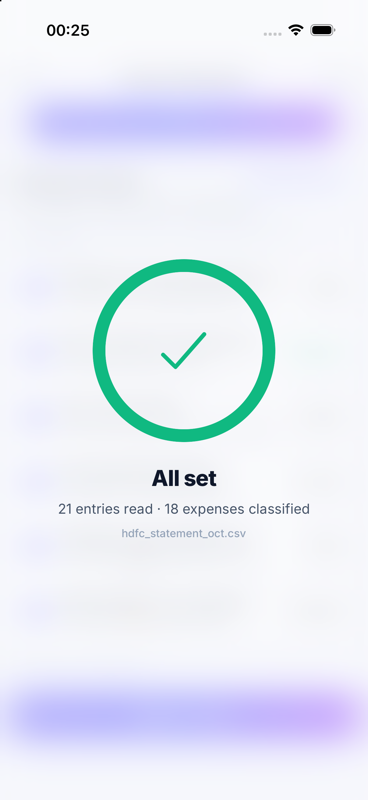 00:25
All set
21 entries read · 18 expenses classified
hdfc_statement_oct.csv